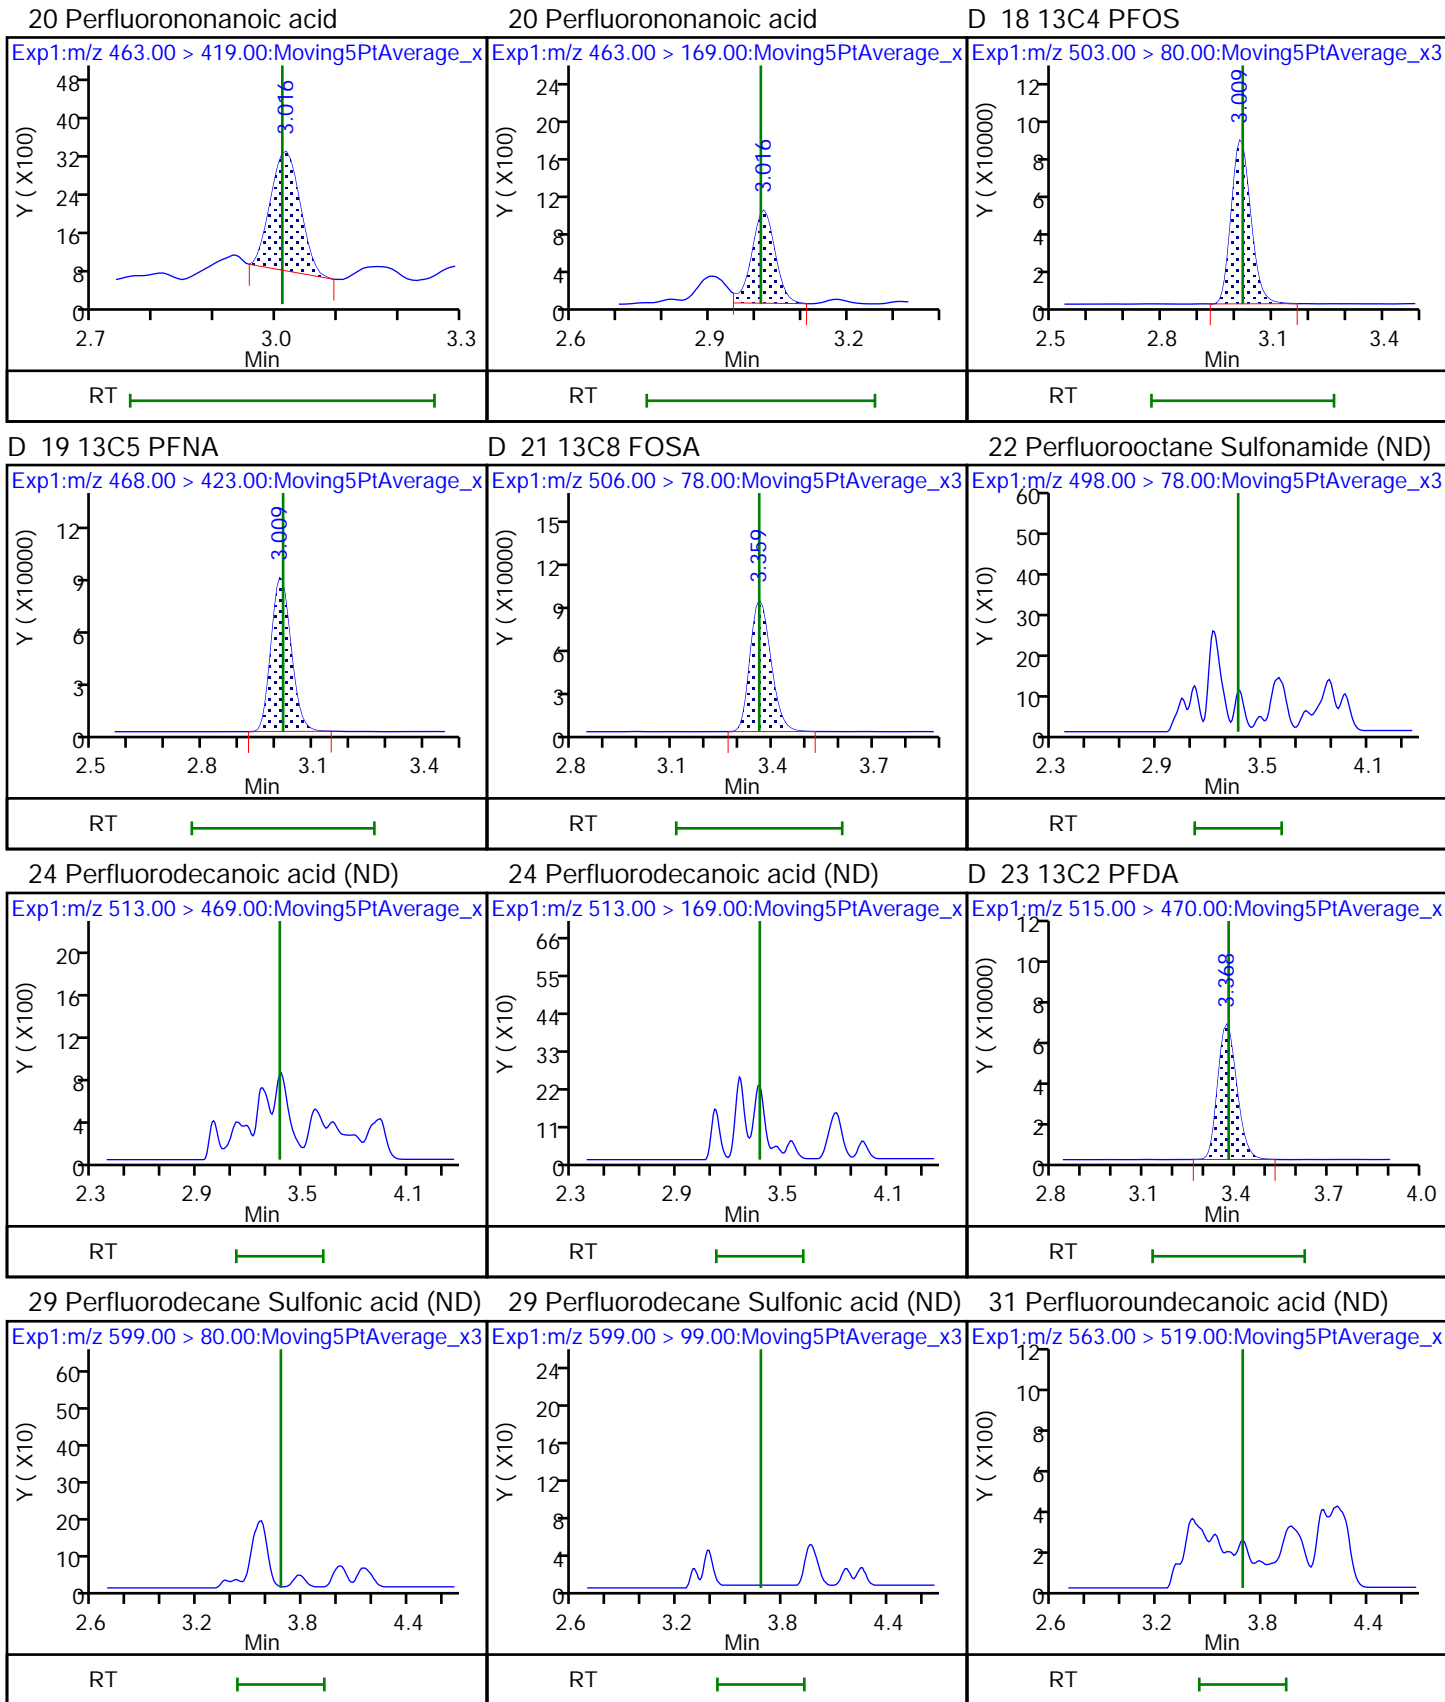 20 Perfluorononanoic acid
Exp1:m/z 463.00 > 419.00:Moving5PtAverage_x
Y ( X100)
48
40
32
24
16
8
0
3.016
2.7 3.0 3.3
Min
RT
20 Perfluorononanoic acid
Exp1:m/z 463.00 > 169.00:Moving5PtAverage_x
Y ( X100)
24
20
16
12
8
4
0
3.016
2.6 2.9 3.2
Min
RT
D 18 13C4 PFOS
Exp1:m/z 503.00 > 80.00:Moving5PtAverage_x3
Y ( X10000)
12
10
8
6
4
2
0
3.009
2.5 2.8 3.1 3.4
Min
RT
D 19 13C5 PFNA
Exp1:m/z 468.00 > 423.00:Moving5PtAverage_x
Y ( X10000)
12
9
6
3
0
3.009
2.5 2.8 3.1 3.4
Min
RT
D 21 13C8 FOSA
Exp1:m/z 506.00 > 78.00:Moving5PtAverage_x3
Y ( X10000)
15
12
9
6
3
0
3.359
2.8 3.1 3.4 3.7
Min
RT
22 Perfluorooctane Sulfonamide (ND)
Exp1:m/z 498.00 > 78.00:Moving5PtAverage_x3
Y ( X10)
60
50
40
30
20
10
0
2.3 2.9 3.5 4.1
Min
RT
24 Perfluorodecanoic acid (ND)
Exp1:m/z 513.00 > 469.00:Moving5PtAverage_x
Y ( X100)
20
16
12
8
4
0
2.3 2.9 3.5 4.1
Min
RT
24 Perfluorodecanoic acid (ND)
Exp1:m/z 513.00 > 169.00:Moving5PtAverage_x
Y ( X10)
66
55
44
33
22
11
0
2.3 2.9 3.5 4.1
Min
RT
D 23 13C2 PFDA
Exp1:m/z 515.00 > 470.00:Moving5PtAverage_x
Y ( X10000)
12
10
8
6
4
2
0
3.368
2.8 3.1 3.4 3.7 4.0
Min
RT
29 Perfluorodecane Sulfonic acid (ND)
Exp1:m/z 599.00 > 80.00:Moving5PtAverage_x3
Y ( X10)
60
50
40
30
20
10
0
2.6 3.2 3.8 4.4
Min
RT
29 Perfluorodecane Sulfonic acid (ND)
Exp1:m/z 599.00 > 99.00:Moving5PtAverage_x3
Y ( X10)
24
20
16
12
8
4
0
2.6 3.2 3.8 4.4
Min
RT
31 Perfluoroundecanoic acid (ND)
Exp1:m/z 563.00 > 519.00:Moving5PtAverage_x
Y ( X100)
12
10
8
6
4
2
0
2.6 3.2 3.8 4.4
Min
RT